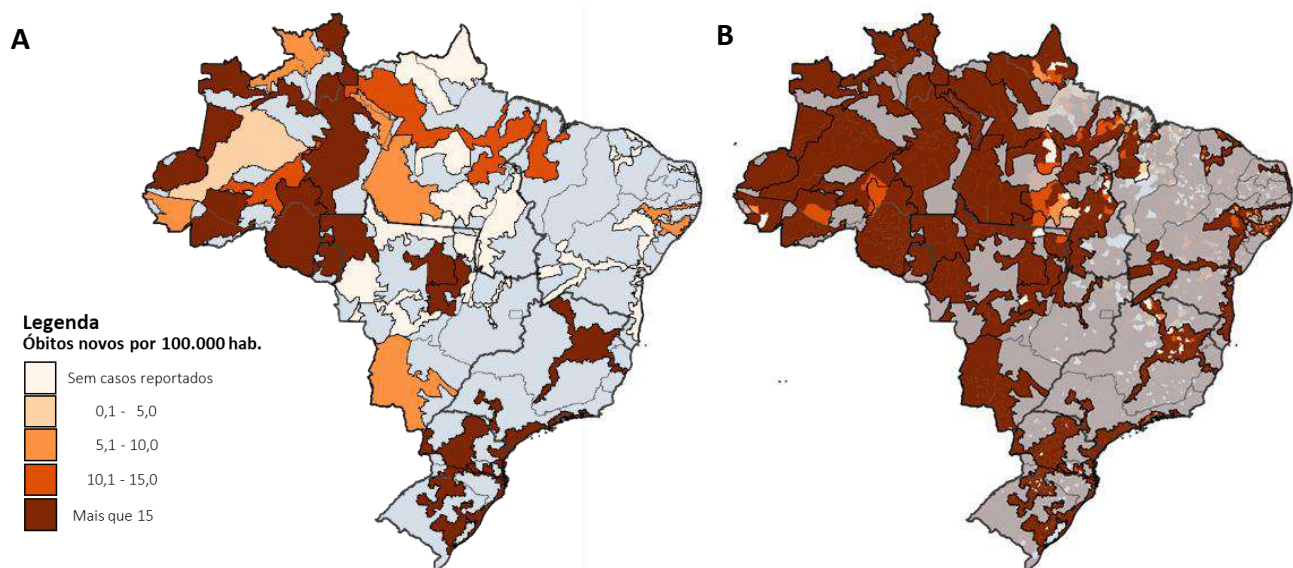 A
B
Legenda
Óbitos novos por 100.000 hab.
Sem casos reportados
0,1 - 5,0
5,1 - 10,0
10,1 - 15,0
Mais que 15